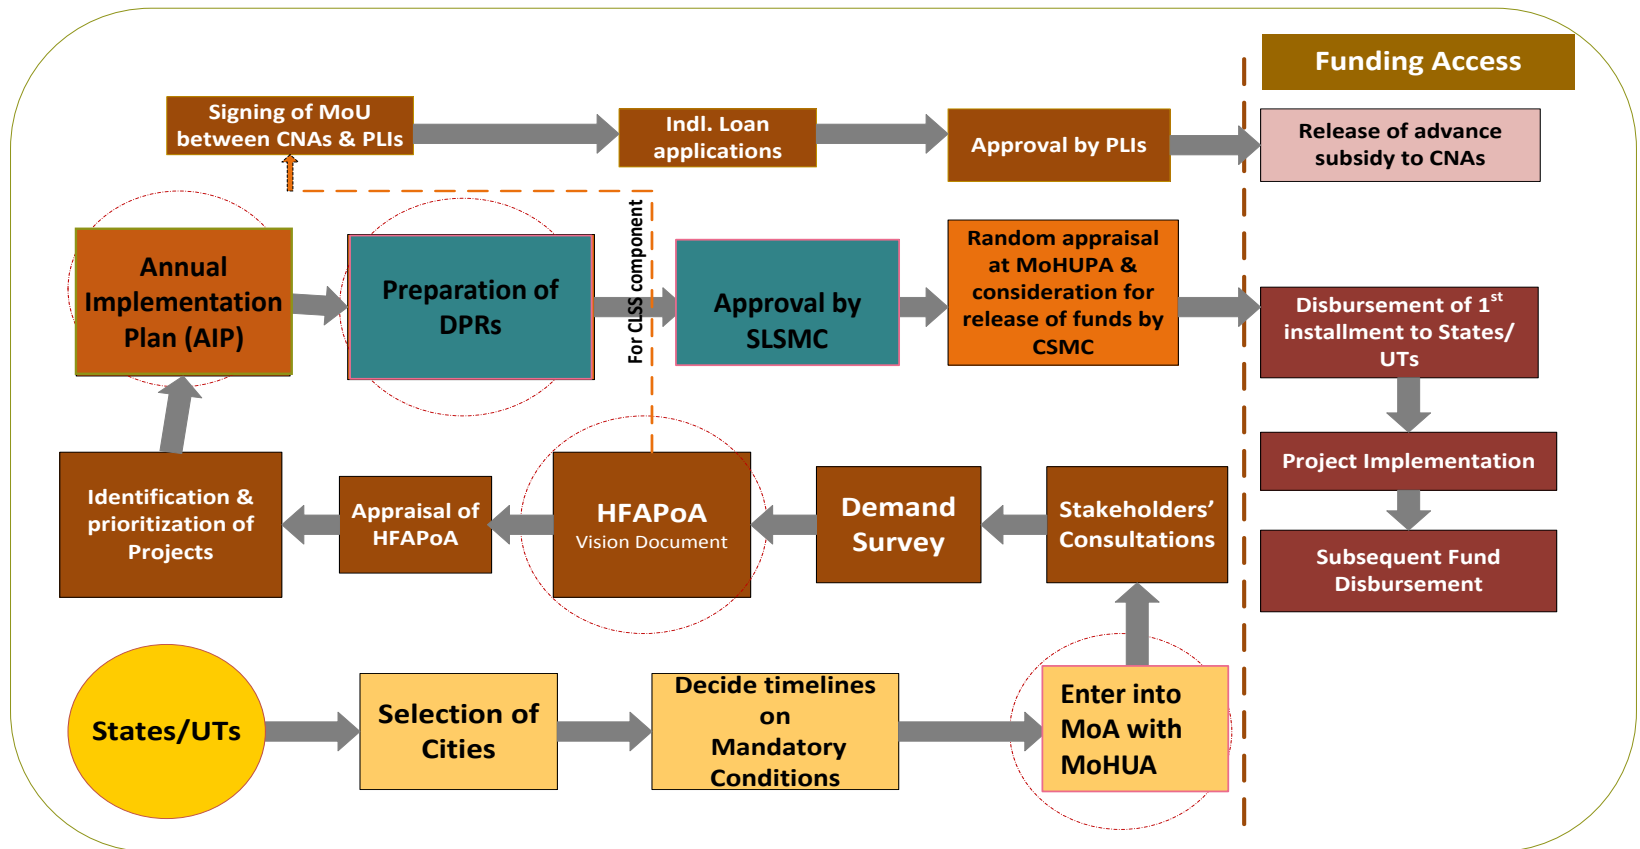 Funding Access
Signing of MoU
between CNAs & PLIs
Indl. Loan
applications
Approval by PLIs
Release of advance
subsidy to CNAs
For CLSS component
Annual
Implementation
Plan (AIP)
Preparation of
DPRs
Approval by
SLSMC
Random appraisal
at MoHUPA &
consideration for
release of funds by
CSMC
Disbursement of 1st
installment to States/
UTs
Project Implementation
Subsequent Fund
Disbursement
Identification &
prioritization of
Projects
Appraisal of
HFAPoA
HFAPoA
Vision Document
Demand
Survey
Stakeholders’
Consultations
States/UTs
Selection of
Cities
Decide timelines
on
Mandatory
Conditions
Enter into
MoA with
MoHUA